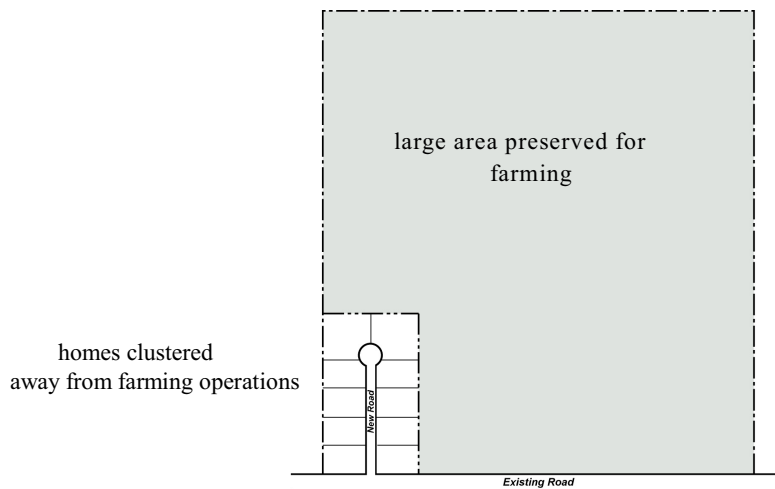 large area preserved for
farming
homes clustered
away from farming operations
New Road
Existing Road